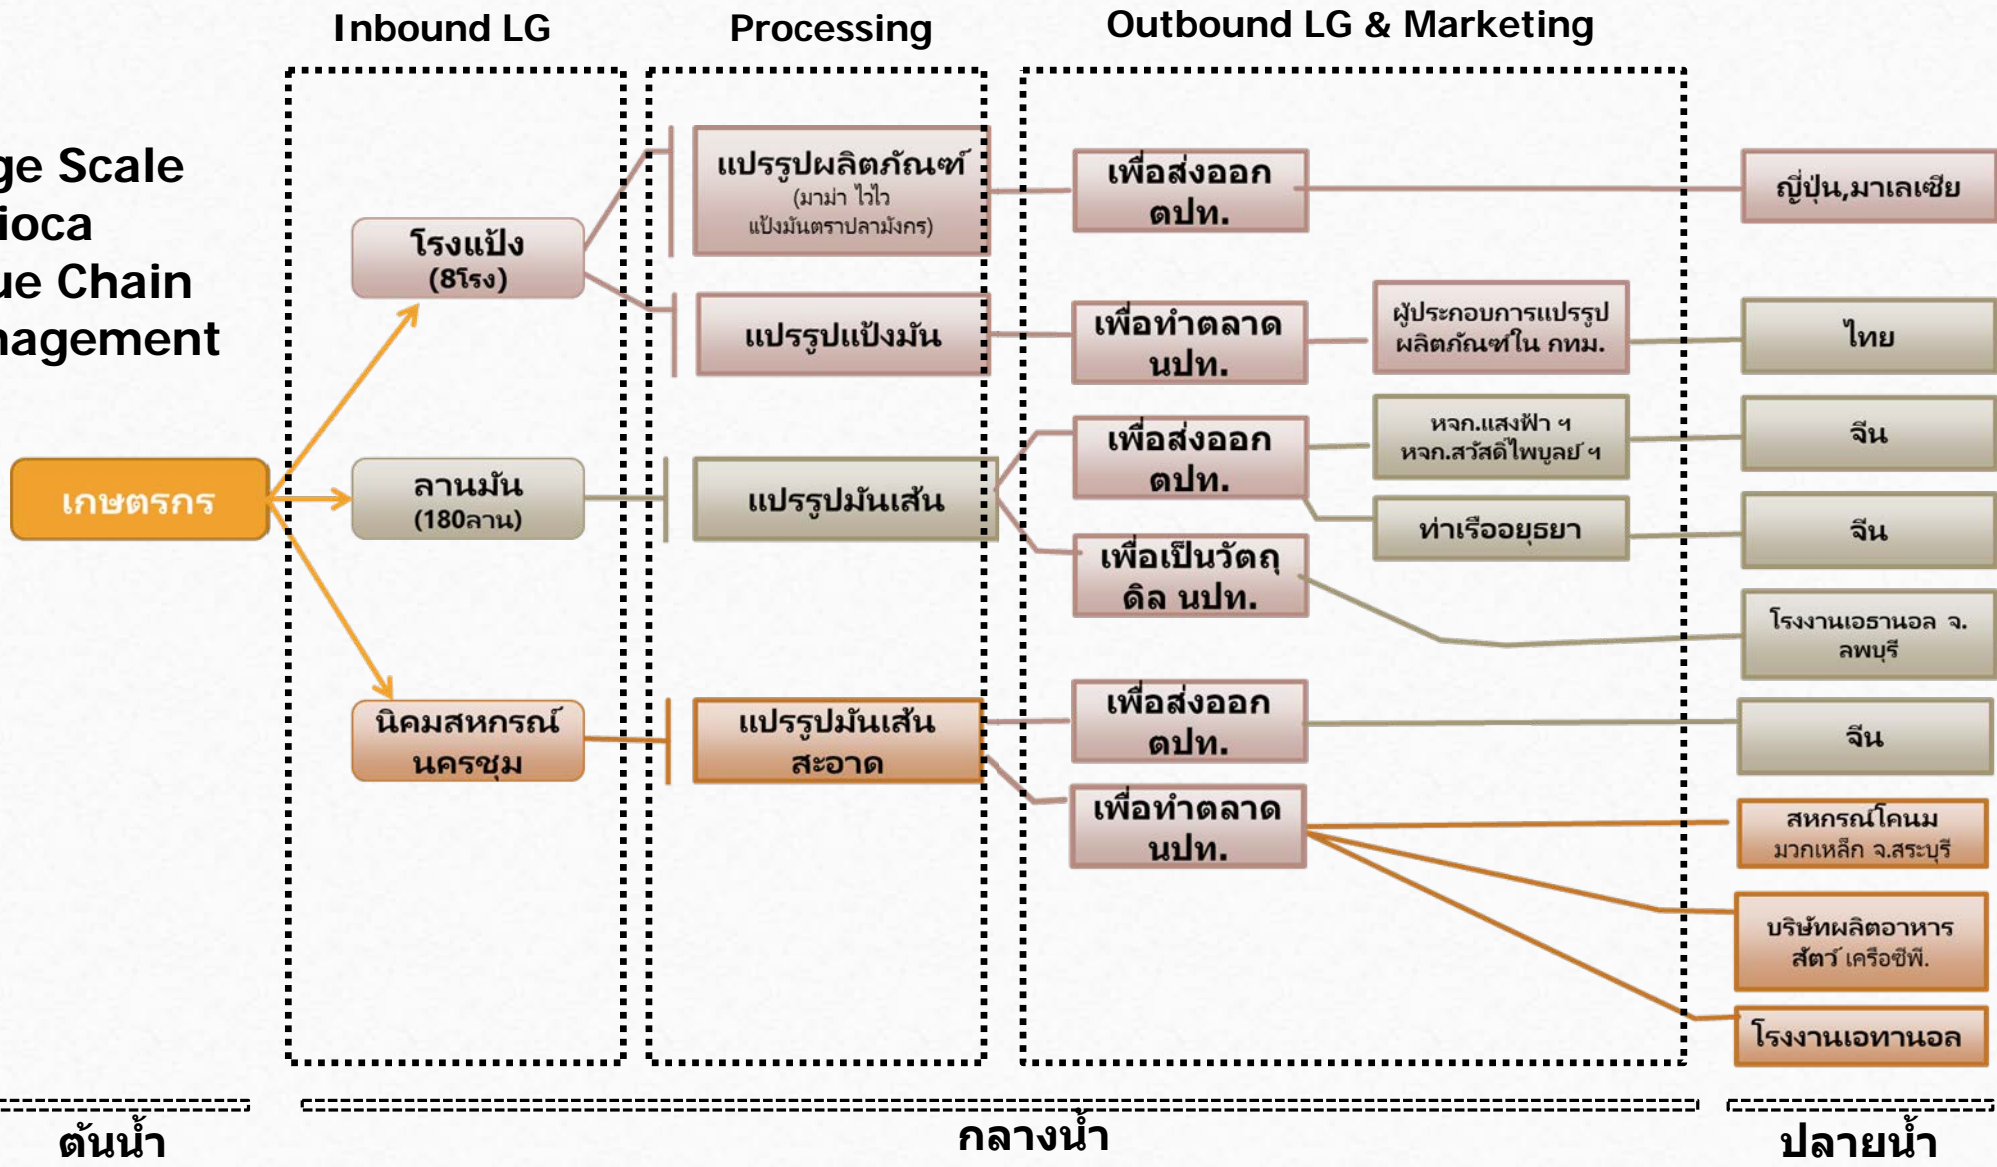 Inbound LG
Processing
Outbound LG & Marketing
ge Scale
ioca
ue Chain
nagement
เกษตรกร
โรงแป้ง
(8โรง)
ลานมัน
(180ลาน)
นิคมสหกรณ์
นครชุม
แปรรูปผลิตภัณฑ์
(มาม่า ไวไว
แป้งมันตราปลามังกร)
แปรรูปแป้งมัน
แปรรูปมันเส้น
แปรรูปมันเส้น
สะอาด
เพื่อส่งออก
ตปท.
เพื่อทำตลาด
นปท.
เพื่อส่งออก
ตปท.
เพื่อเป็นวัตถุ
ดิล นปท.
เพื่อส่งออก
ตปท.
เพื่อทำตลาด
นปท.
ผู้ประกอบการแปรรูป
ผลิตภัณฑ์ใน กทม.
หจก.แสงฟ้า ฯ
หจก.สวัสดิ์ไพบูลย์ ฯ
ท่าเรืออยุธยา
ญี่ปุ่น,มาเลเซีย
ไทย
จีน
จีน
โรงงานเอธานอล จ.
ลพบุรี
จีน
สหกรณ์โคนม
มวกเหล็ก จ.สระบุรี
บริษัทผลิตอาหาร
สัตว์ เครือซีพี.
โรงงานเอทานอล
ต้นน้ำ
กลางน้ำ
ปลายน้ำ